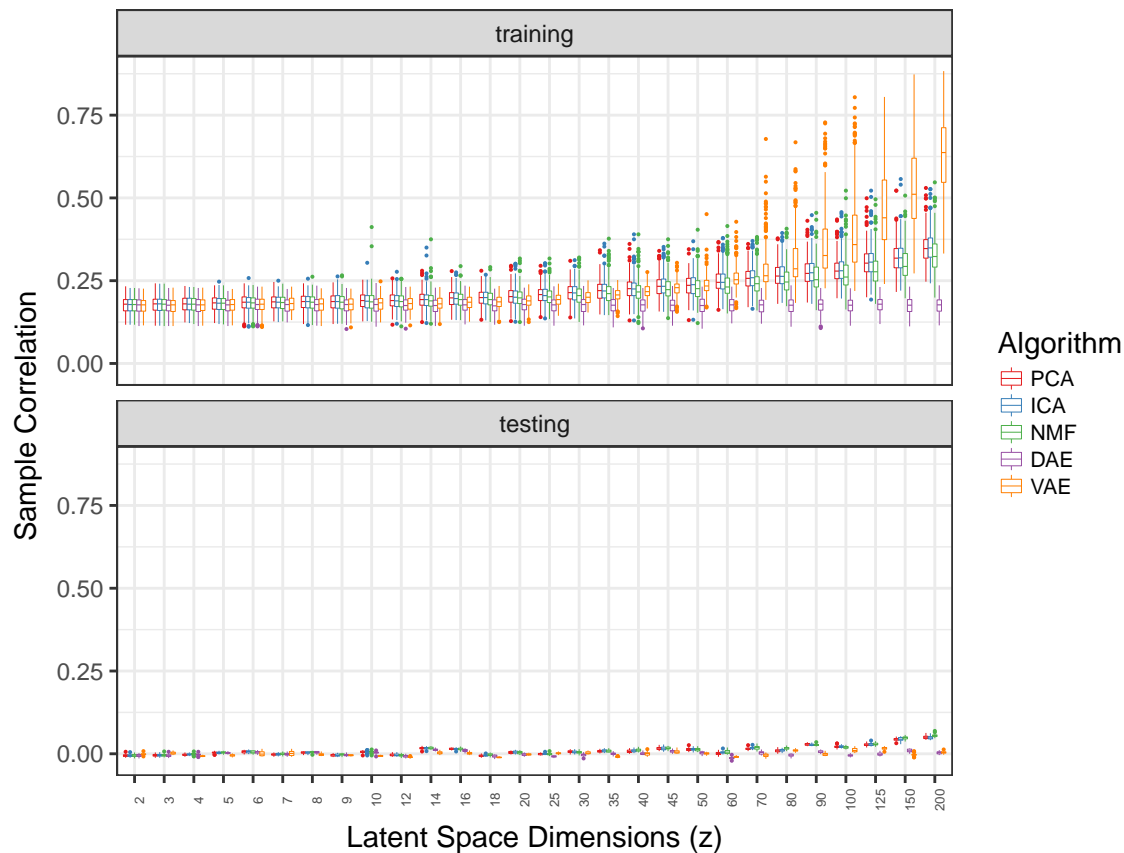 training
0.75
0.50
0.25
0.00
testing
0.75
0.50
0.25
0.00
Sample Correlation
2 3 4 5 6 7 8 9 10 12 14 16 18 20 25 30 35 40 45 50 60 70 80 90 100 125 150 200
Latent Space Dimensions (z)
Algorithm
PCA
ICA
NMF
DAE
VAE